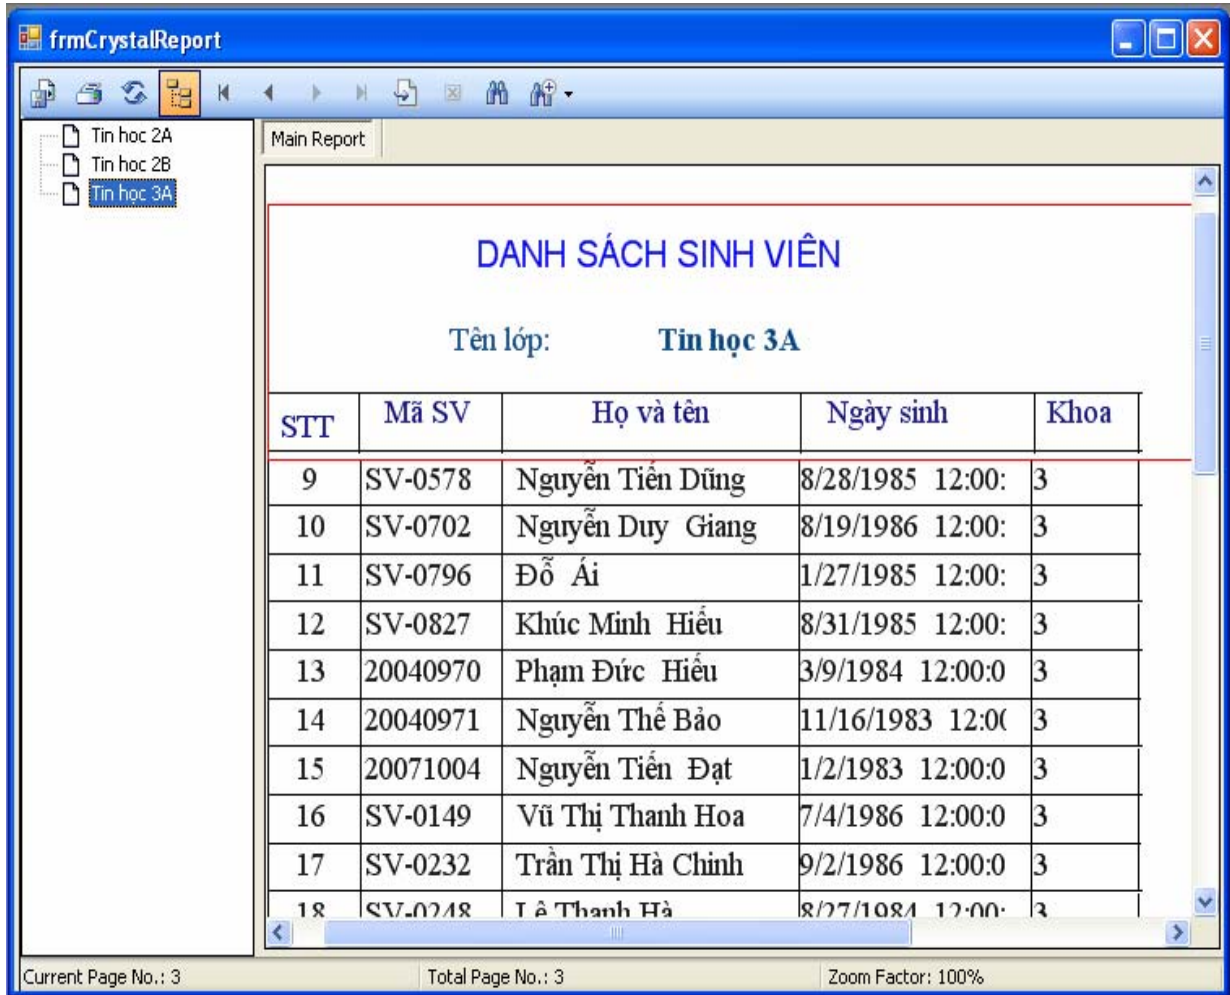 frmCrystalReport
Tin hoc 2A
Tin hoc 2B
Tin học 3A
Main Report
DANH SÁCH SINH VIÊN
Tên lớp: Tin học 3A
STT Mã SV Họ và tên Ngày sinh Khoa
9 SV-0578 Nguyễn Tiến Dũng 8/28/1985 12:00: 3
10 SV-0702 Nguyễn Duy Giang 8/19/1986 12:00: 3
11 SV-0796 Đỗ Ái 1/27/1985 12:00: 3
12 SV-0827 Khúc Minh Hiếu 8/31/1985 12:00: 3
13 20040970 Phạm Đức Hiếu 3/9/1984 12:00:0 3
14 20040971 Nguyễn Thế Bảo 11/16/1983 12:0( 3
15 20071004 Nguyễn Tiến Đạt 1/2/1983 12:00:0 3
16 SV-0149 Vũ Thị Thanh Hoa 7/4/1986 12:00:0 3
17 SV-0232 Trần Thị Hà Chinh 9/2/1986 12:00:0 3
18 SV-0248 Lê Thanh Hà 8/27/1984 12:00: 3
Current Page No.: 3 Total Page No.: 3 Zoom Factor: 100%